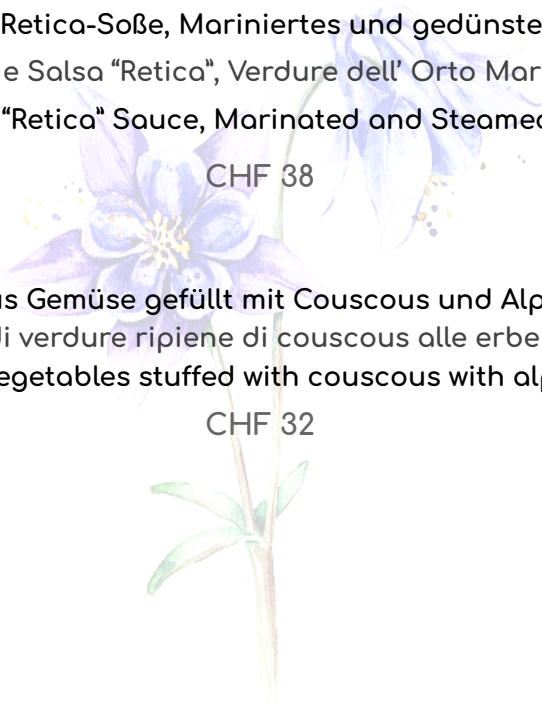 Retica-Soße, Mariniertes und gedünste
e Salsa “Retica”, Verdure dell’ Orto Mar
“Retica” Sauce, Marinated and Steamed
CHF 38
s Gemüse gefüllt mit Couscous und Alp
di verdure ripiene di couscous alle erbe
egetables stuffed with couscous with alp
CHF 32